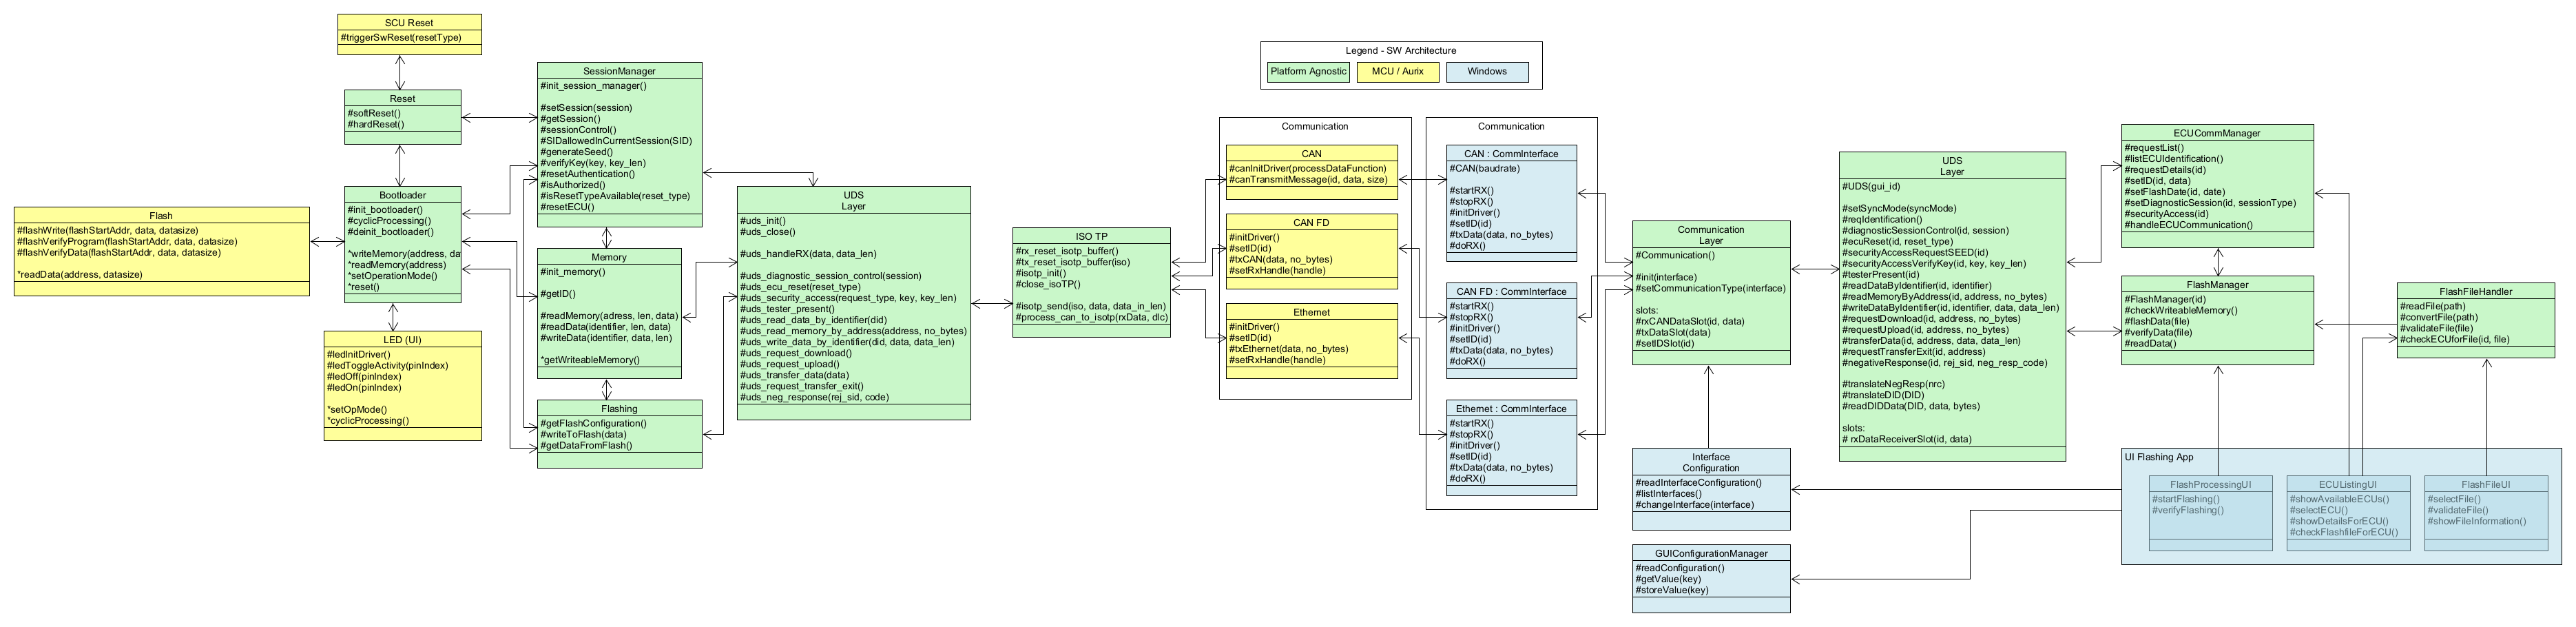 SCU Reset
#triggerSwReset(resetType)
Reset
#softReset()
#hardReset()
Bootloader
#init_bootloader()
#cyclicProcessing()
#deinit_bootloader()
*writeMemory(address, da
*readMemory(address)
*setOperationMode()
*reset()
Flash
#flashWrite(flashStartAddr, data, datasize)
#flashVerifyProgram(flashStartAddr, data, datasize)
#flashVerifyData(flashStartAddr, data, datasize)
*readData(address, datasize)
LED (UI)
#ledInitDriver()
#ledToggleActivity(pinIndex)
#ledOff(pinIndex)
#ledOn(pinIndex)
*setOpMode()
*cyclicProcessing()
SessionManager
#init_session_manager()
#setSession(session)
#getSession()
#sessionControl()
#SIDallowedInCurrentSession(SID)
#generateSeed()
#verifyKey(key, key_len)
#resetAuthentication()
#isAuthorized()
#isResetTypeAvailable(reset_type)
#resetECU()
Memory
#init_memory()
#getID()
#readMemory(adress, len, data)
#readData(identifier, len, data)
#writeData(identifier, data, len)
*getWriteableMemory()
Flashing
#getFlashConfiguration()
#writeToFlash(data)
#getDataFromFlash()
UDS
Layer
#uds_init()
#uds_close()
#uds_handleRX(data, data_len)
#uds_diagnostic_session_control(session)
#uds_ecu_reset(reset_type)
#uds_security_access(request_type, key, key_len)
#uds_tester_present()
#uds_read_data_by_identifier(did)
#uds_read_memory_by_address(address, no_bytes)
#uds_write_data_by_identifier(did, data, data_len)
#uds_request_download()
#uds_request_upload()
#uds_transfer_data(data)
#uds_request_transfer_exit()
#uds_neg_response(rej_sid, code)
ISO TP
#rx_reset_isotp_buffer()
#tx_reset_isotp_buffer(iso)
#isotp_init()
#close_isoTP()
#isotp_send(iso, data, data_in_len)
#process_can_to_isotp(rxData, dlc)
Legend - SW Architecture
Platform Agnostic
MCU / Aurix
Windows
Communication
CAN
#canInitDriver(processDataFunction)
#canTransmitMessage(id, data, size)
CAN FD
#initDriver()
#setID(id)
#txCAN(data, no_bytes)
#setRxHandle(handle)
Ethernet
#initDriver()
#setID(id)
#txEthernet(data, no_bytes)
#setRxHandle(handle)
Communication
CAN : CommInterface
#CAN(baudrate)
#startRX()
#stopRX()
#initDriver()
#setID(id)
#txData(data, no_bytes)
#doRX()
CAN FD : CommInterface
#startRX()
#stopRX()
#initDriver()
#setID(id)
#txData(data, no_bytes)
#doRX()
Ethernet : CommInterface
#startRX()
#stopRX()
#initDriver()
#setID(id)
#txData(data, no_bytes)
#doRX()
Communication
Layer
#Communication()
#init(interface)
#setCommunicationType(interface)
slots:
#rxCANDataSlot(id, data)
#txDataSlot(data)
#setIDSlot(id)
Interface
Configuration
#readInterfaceConfiguration()
#listInterfaces()
#changeInterface(interface)
GUIConfigurationManager
#readConfiguration()
#getValue(key)
#storeValue(key)
UDS
Layer
#UDS(gui_id)
#setSyncMode(syncMode)
#reqIdentification()
#diagnosticSessionControl(id, session)
#ecuReset(id, reset_type)
#securityAccessRequestSEED(id)
#securityAccessVerifyKey(id, key, key_len)
#testerPresent(id)
#readDataByIdentifier(id, identifier)
#readMemoryByAddress(id, address, no_bytes)
#writeDataByIdentifier(id, identifier, data, data_len)
#requestDownload(id, address, no_bytes)
#requestUpload(id, address, no_bytes)
#transferData(id, address, data, data_len)
#requestTransferExit(id, address)
#negativeResponse(id, rej_sid, neg_resp_code)
#translateNegResp(nrc)
#translateDID(DID)
#readDIDData(DID, data, bytes)
slots:
# rxDataReceiverSlot(id, data)
ECUCommManager
#requestList()
#listECUIdentification()
#requestDetails(id)
#setID(id, data)
#setFlashDate(id, date)
#setDiagnosticSession(id, sessionType)
#securityAccess(id)
#handleECUCommunication()
FlashManager
#FlashManager(id)
#checkWriteableMemory()
#flashData(file)
#verifyData(file)
#readData()
FlashFileHandler
#readFile(path)
#convertFile(path)
#validateFile(file)
#checkECUforFile(id, file)
UI Flashing App
FlashProcessingUI
#startFlashing()
#verifyFlashing()
ECUListingUI
#showAvailableECUs()
#selectECU()
#showDetailsForECU()
#checkFlashfileForECU()
FlashFileUI
#selectFile()
#validateFile()
#showFileInformation()